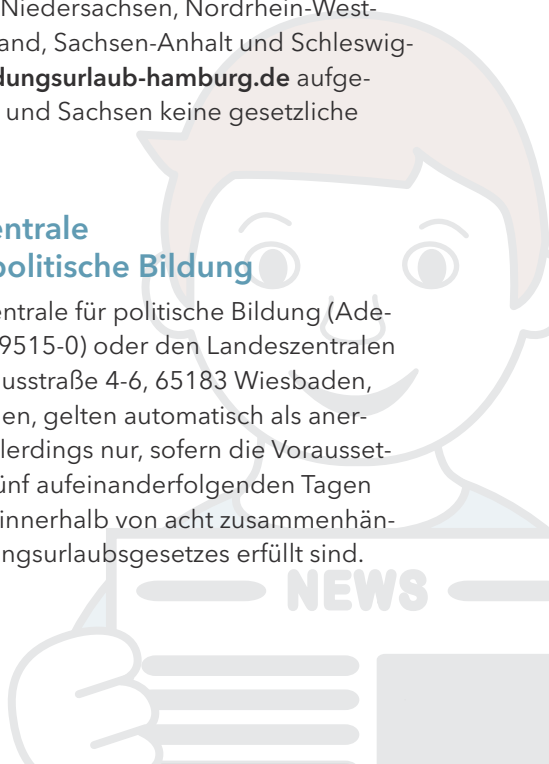 Niedersachsen, Nordrhein-West-
and, Sachsen-Anhalt und Schleswig-
dungsurlaub-hamburg.de aufge-
und Sachsen keine gesetzliche
entrale
politische Bildung
entrale für politische Bildung (Ade-
9515-0) oder den Landeszentralen
usstraße 4-6, 65183 Wiesbaden,
en, gelten automatisch als aner-
llerdings nur, sofern die Vorausset-
ünf aufeinanderfolgenden Tagen
innerhalb von acht zusammenhän-
ngsurlaubsgesetzes erfüllt sind.
NEWS